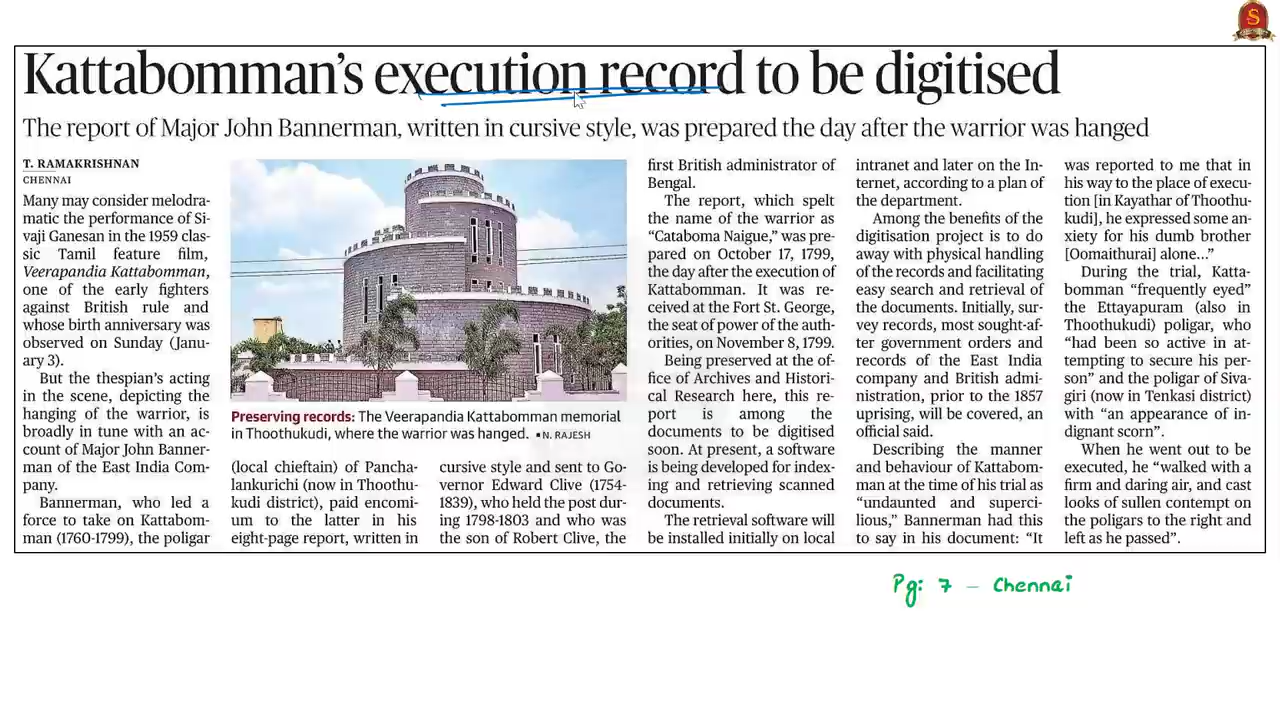 Kattabomman's execution record to be digitised
The report of Major John Bannerman, written in cursive style, was prepared the day after the warrior was hanged
T. RAMAKRISHNAN
CHENNAI
Many may consider melodra-
matic the performance of Si-
vaji Ganesan in the 1959 clas-
sic Tamil feature film,
Veerapandia Kattabomman,
one of the early fighters
against British rule and
whose birth anniversary was
observed on Sunday (Janu-
ary 3).
But the thespian's acting
in the scene, depicting the
hanging of the warrior, is
broadly in tune with an ac-
count of Major John Banner-
man of the East India Com-
pany.
Bannerman, who led a
force to take on Kattabom-
man (1760-1799), the poligar
Preserving records: The Veerapandia Kattabomman memorial
in Thoothukudi, where the warrior was hanged. ▪N. RAJESH
(local chieftain) of Pancha-
lankurichi (now in Thoothu-
kudi district), paid encomi-
um to the latter in his
eight-page report, written in
cursive style and sent to Go-
vernor Edward Clive (1754-
1839), who held the post dur-
ing 1798-1803 and who was
the son of Robert Clive, the
first British administrator of
Bengal.
The report, which spelt
the name of the warrior as
“Cataboma Naigue,” was pre-
pared on October 17, 1799,
the day after the execution of
Kattabomman. It was re-
ceived at the Fort St. George,
the seat of power of the auth-
orities, on November 8, 1799.
Being preserved at the of-
fice of Archives and Histori-
cal Research here, this re-
port is among the
documents to be digitised
soon. At present, a software
is being developed for index-
ing and retrieving scanned
documents.
The retrieval software will
be installed initially on local
intranet and later on the In-
ternet, according to a plan of
the department.
Among the benefits of the
digitisation project is to do
away with physical handling
of the records and facilitating
easy search and retrieval of
the documents. Initially, sur-
vey records, most sought-af-
ter government orders and
records of the East India
company and British admi-
nistration, prior to the 1857
uprising, will be covered, an
official said.
Describing the manner
and behaviour of Kattabom-
man at the time of his trial as
“undaunted and superci-
lious,” Bannerman had this
to say in his document: “It
was reported to me that in
his way to the place of execu-
tion [in Kayathar of Thoothu-
kudi], he expressed some an-
xiety for his dumb brother
[Oomaithurai] alone...”
During the trial, Katta-
bomman “frequently eyed”
the Ettayapuram (also in
Thoothukudi) poligar, who
“had been so active in at-
tempting to secure his per-
son” and the poligar of Siva-
giri (now in Tenkasi district)
with “an appearance of in-
dignant scorn”.
When he went out to be
executed, he “walked with a
firm and daring air, and cast
looks of sullen contempt on
the poligars to the right and
left as he passed”.
Pg: 7 – Chennai